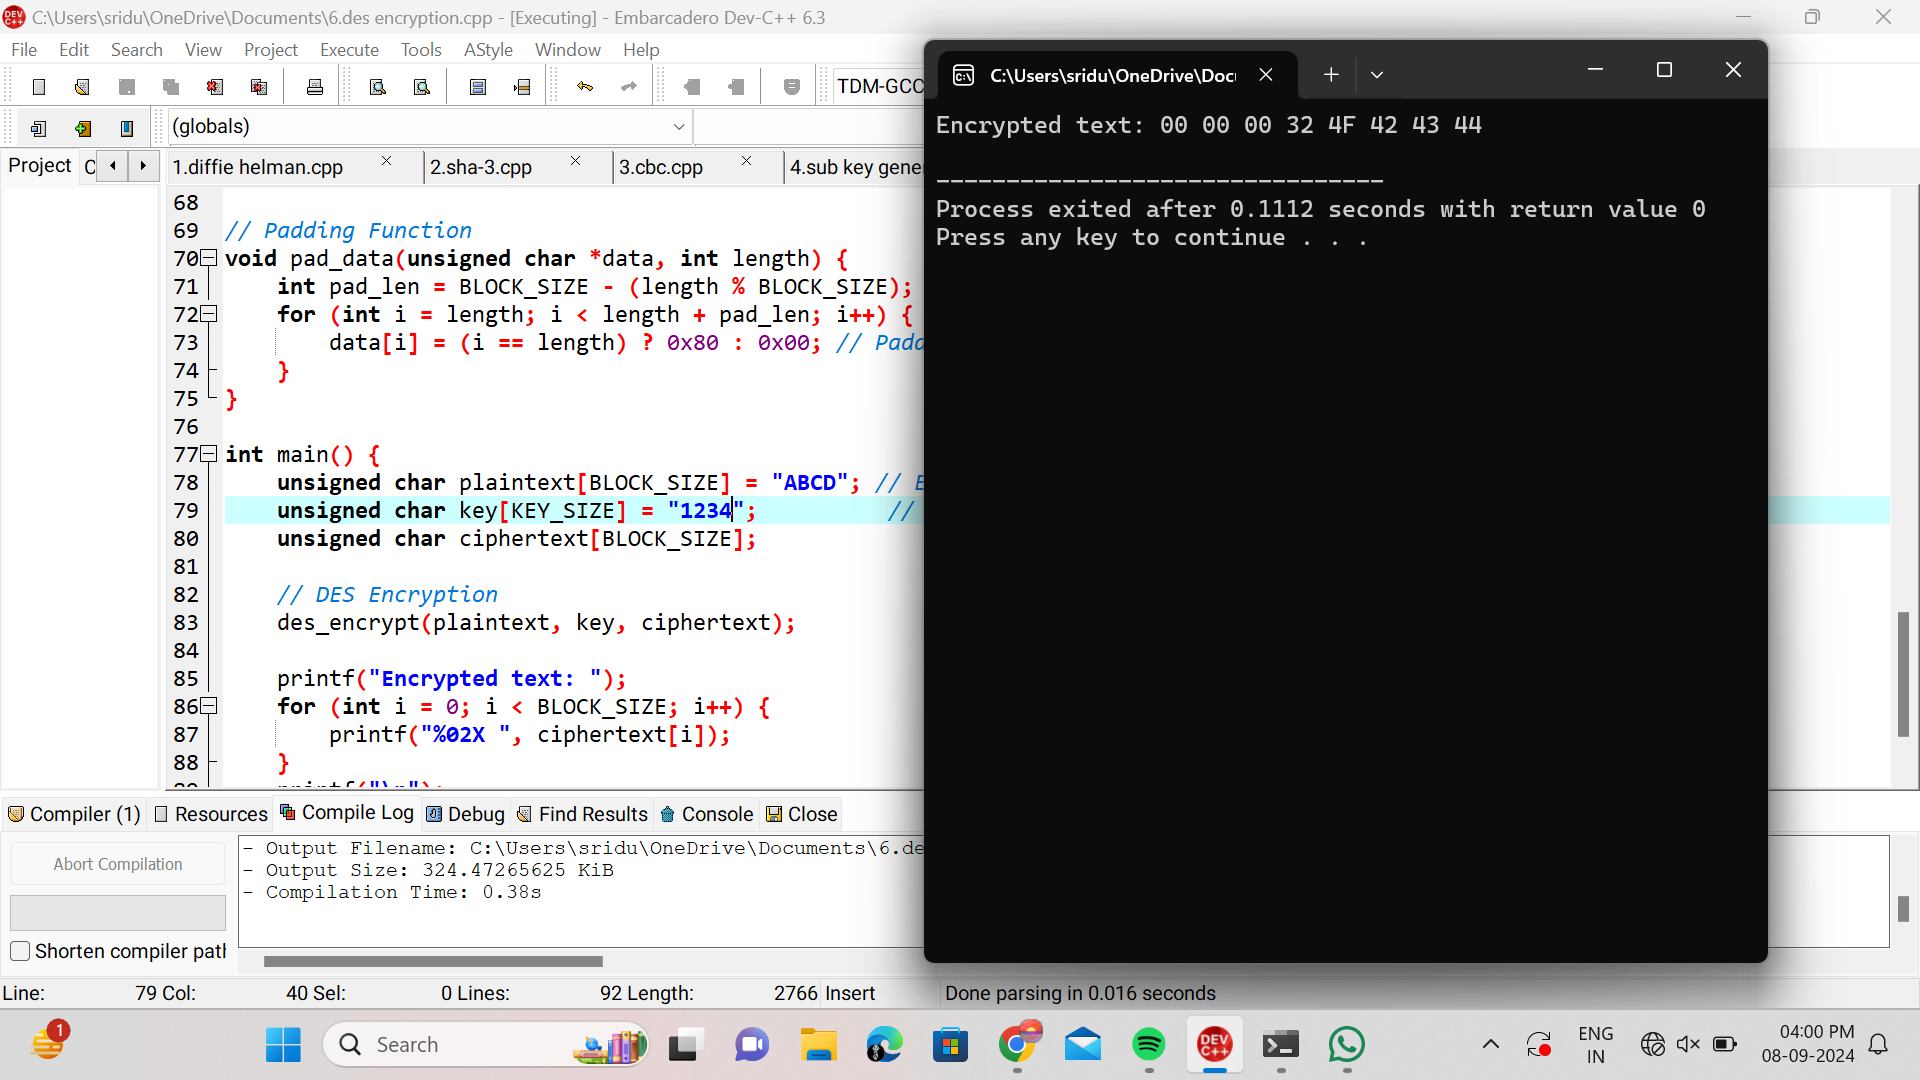 C:\Users\sridu\OneDrive\Documents\6.des encryption.cpp - [Executing] - Embarcadero Dev-C++ 6.3
File Edit Search View Project Execute Tools AStyle Window Help
TDM-GCC
(globals)
Project
1.diffie helman.cpp 2.sha-3.cpp 3.cbc.cpp 4.sub key gene
68
69 // Padding Function
70 void pad_data(unsigned char *data, int length) {
71 int pad_len = BLOCK_SIZE - (length % BLOCK_SIZE);
72 for (int i = length; i < length + pad_len; i++) {
73 data[i] = (i == length) ? 0x80 : 0x00; // Padd
74 }
75 }
76
77 int main() {
78 unsigned char plaintext[BLOCK_SIZE] = "ABCD"; // E
79 unsigned char key[KEY_SIZE] = "1234"; //
80 unsigned char ciphertext[BLOCK_SIZE];
81
82 // DES Encryption
83 des_encrypt(plaintext, key, ciphertext);
84
85 printf("Encrypted text: ");
86 for (int i = 0; i < BLOCK_SIZE; i++) {
87 printf("%02X ", ciphertext[i]);
88 }
C:\Users\sridu\OneDrive\Doc
Encrypted text: 00 00 00 32 4F 42 43 44
--------------------------------
Process exited after 0.1112 seconds with return value 0
Press any key to continue . . .
Compiler (1) Resources Compile Log Debug Find Results Console Close
Abort Compilation
Shorten compiler path
- Output Filename: C:\Users\sridu\OneDrive\Documents\6.de
- Output Size: 324.47265625 KiB
- Compilation Time: 0.38s
Line: 79 Col: 40 Sel: 0 Lines: 92 Length: 2766 Insert Done parsing in 0.016 seconds
1
Search
DEV C++
ENG
IN
04:00 PM
08-09-2024